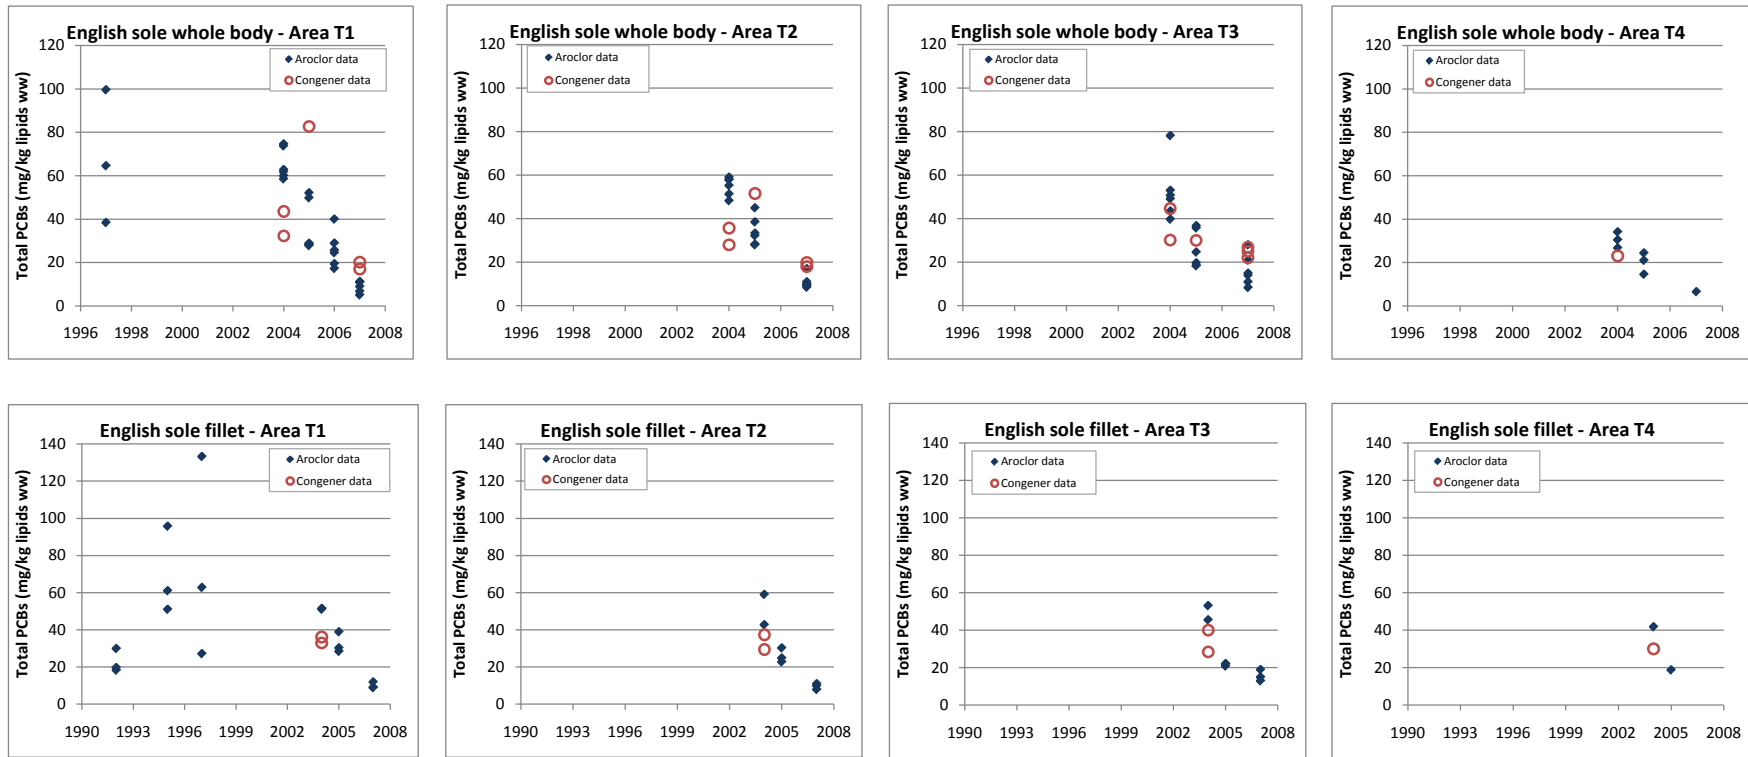 English sole whole body - Area T1
Total PCBs (mg/kg lipids ww)
120
100
80
60
40
20
0
1996 1998 2000 2002 2004 2006 2008
Aroclor data
Congener data
English sole whole body - Area T2
Total PCBs (mg/kg lipids ww)
120
100
80
60
40
20
0
1996 1998 2000 2002 2004 2006 2008
Aroclor data
Congener data
English sole whole body - Area T3
Total PCBs (mg/kg lipids ww)
120
100
80
60
40
20
0
1996 1998 2000 2002 2004 2006 2008
Aroclor data
Congener data
English sole whole body - Area T4
Total PCBs (mg/kg lipids ww)
120
100
80
60
40
20
0
1996 1998 2000 2002 2004 2006 2008
Aroclor data
Congener data
English sole fillet - Area T1
Total PCBs (mg/kg lipids ww)
140
120
100
80
60
40
20
0
1990 1993 1996 1999 2002 2005 2008
Aroclor data
Congener data
English sole fillet - Area T2
Total PCBs (mg/kg lipids ww)
140
120
100
80
60
40
20
0
1990 1993 1996 1999 2002 2005 2008
Aroclor data
Congener data
English sole fillet - Area T3
Total PCBs (mg/kg lipids ww)
140
120
100
80
60
40
20
0
1990 1993 1996 1999 2002 2005 2008
Aroclor data
Congener data
English sole fillet - Area T4
Total PCBs (mg/kg lipids ww)
140
120
100
80
60
40
20
0
1990 1993 1996 1999 2002 2005 2008
Aroclor data
Congener data